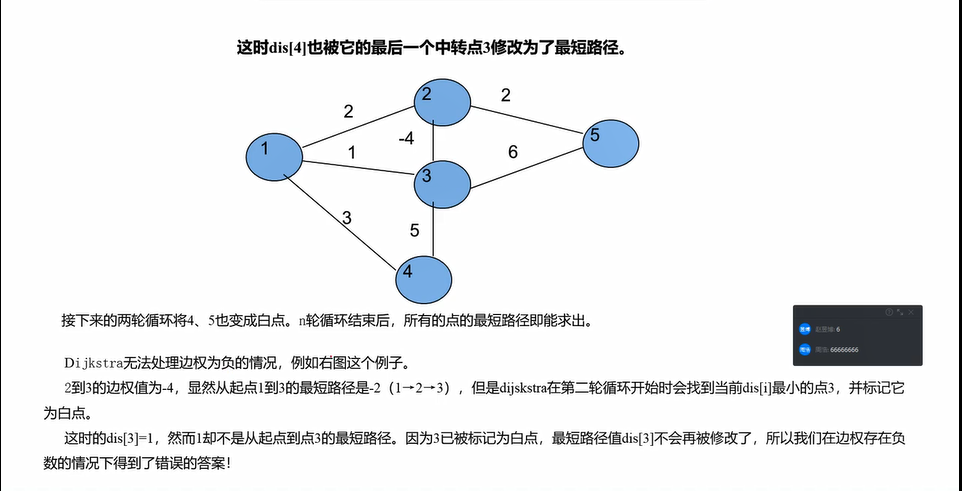 这时dis[4]也被它的最后一个中转点3修改为了最短路径。
2
2
2
-4
5
1
1
6
3
3
5
4
接下来的两轮循环将4、5也变成白点。n轮循环结束后，所有的点的最短路径即能求出。
Dijkstra无法处理边权为负的情况，例如右图这个例子。
2到3的边权值为-4，显然从起点1到3的最短路径是-2（1→2→3），但是dijskstra在第二轮循环开始时会找到当前dis[i]最小的点3，并标记它
为白点。
这时的dis[3]=1，然而1却不是从起点到点3的最短路径。因为3已被标记为白点，最短路径值dis[3]不会再被修改了，所以我们在边权存在负
数的情况下得到了错误的答案！
: 6
: 66666666